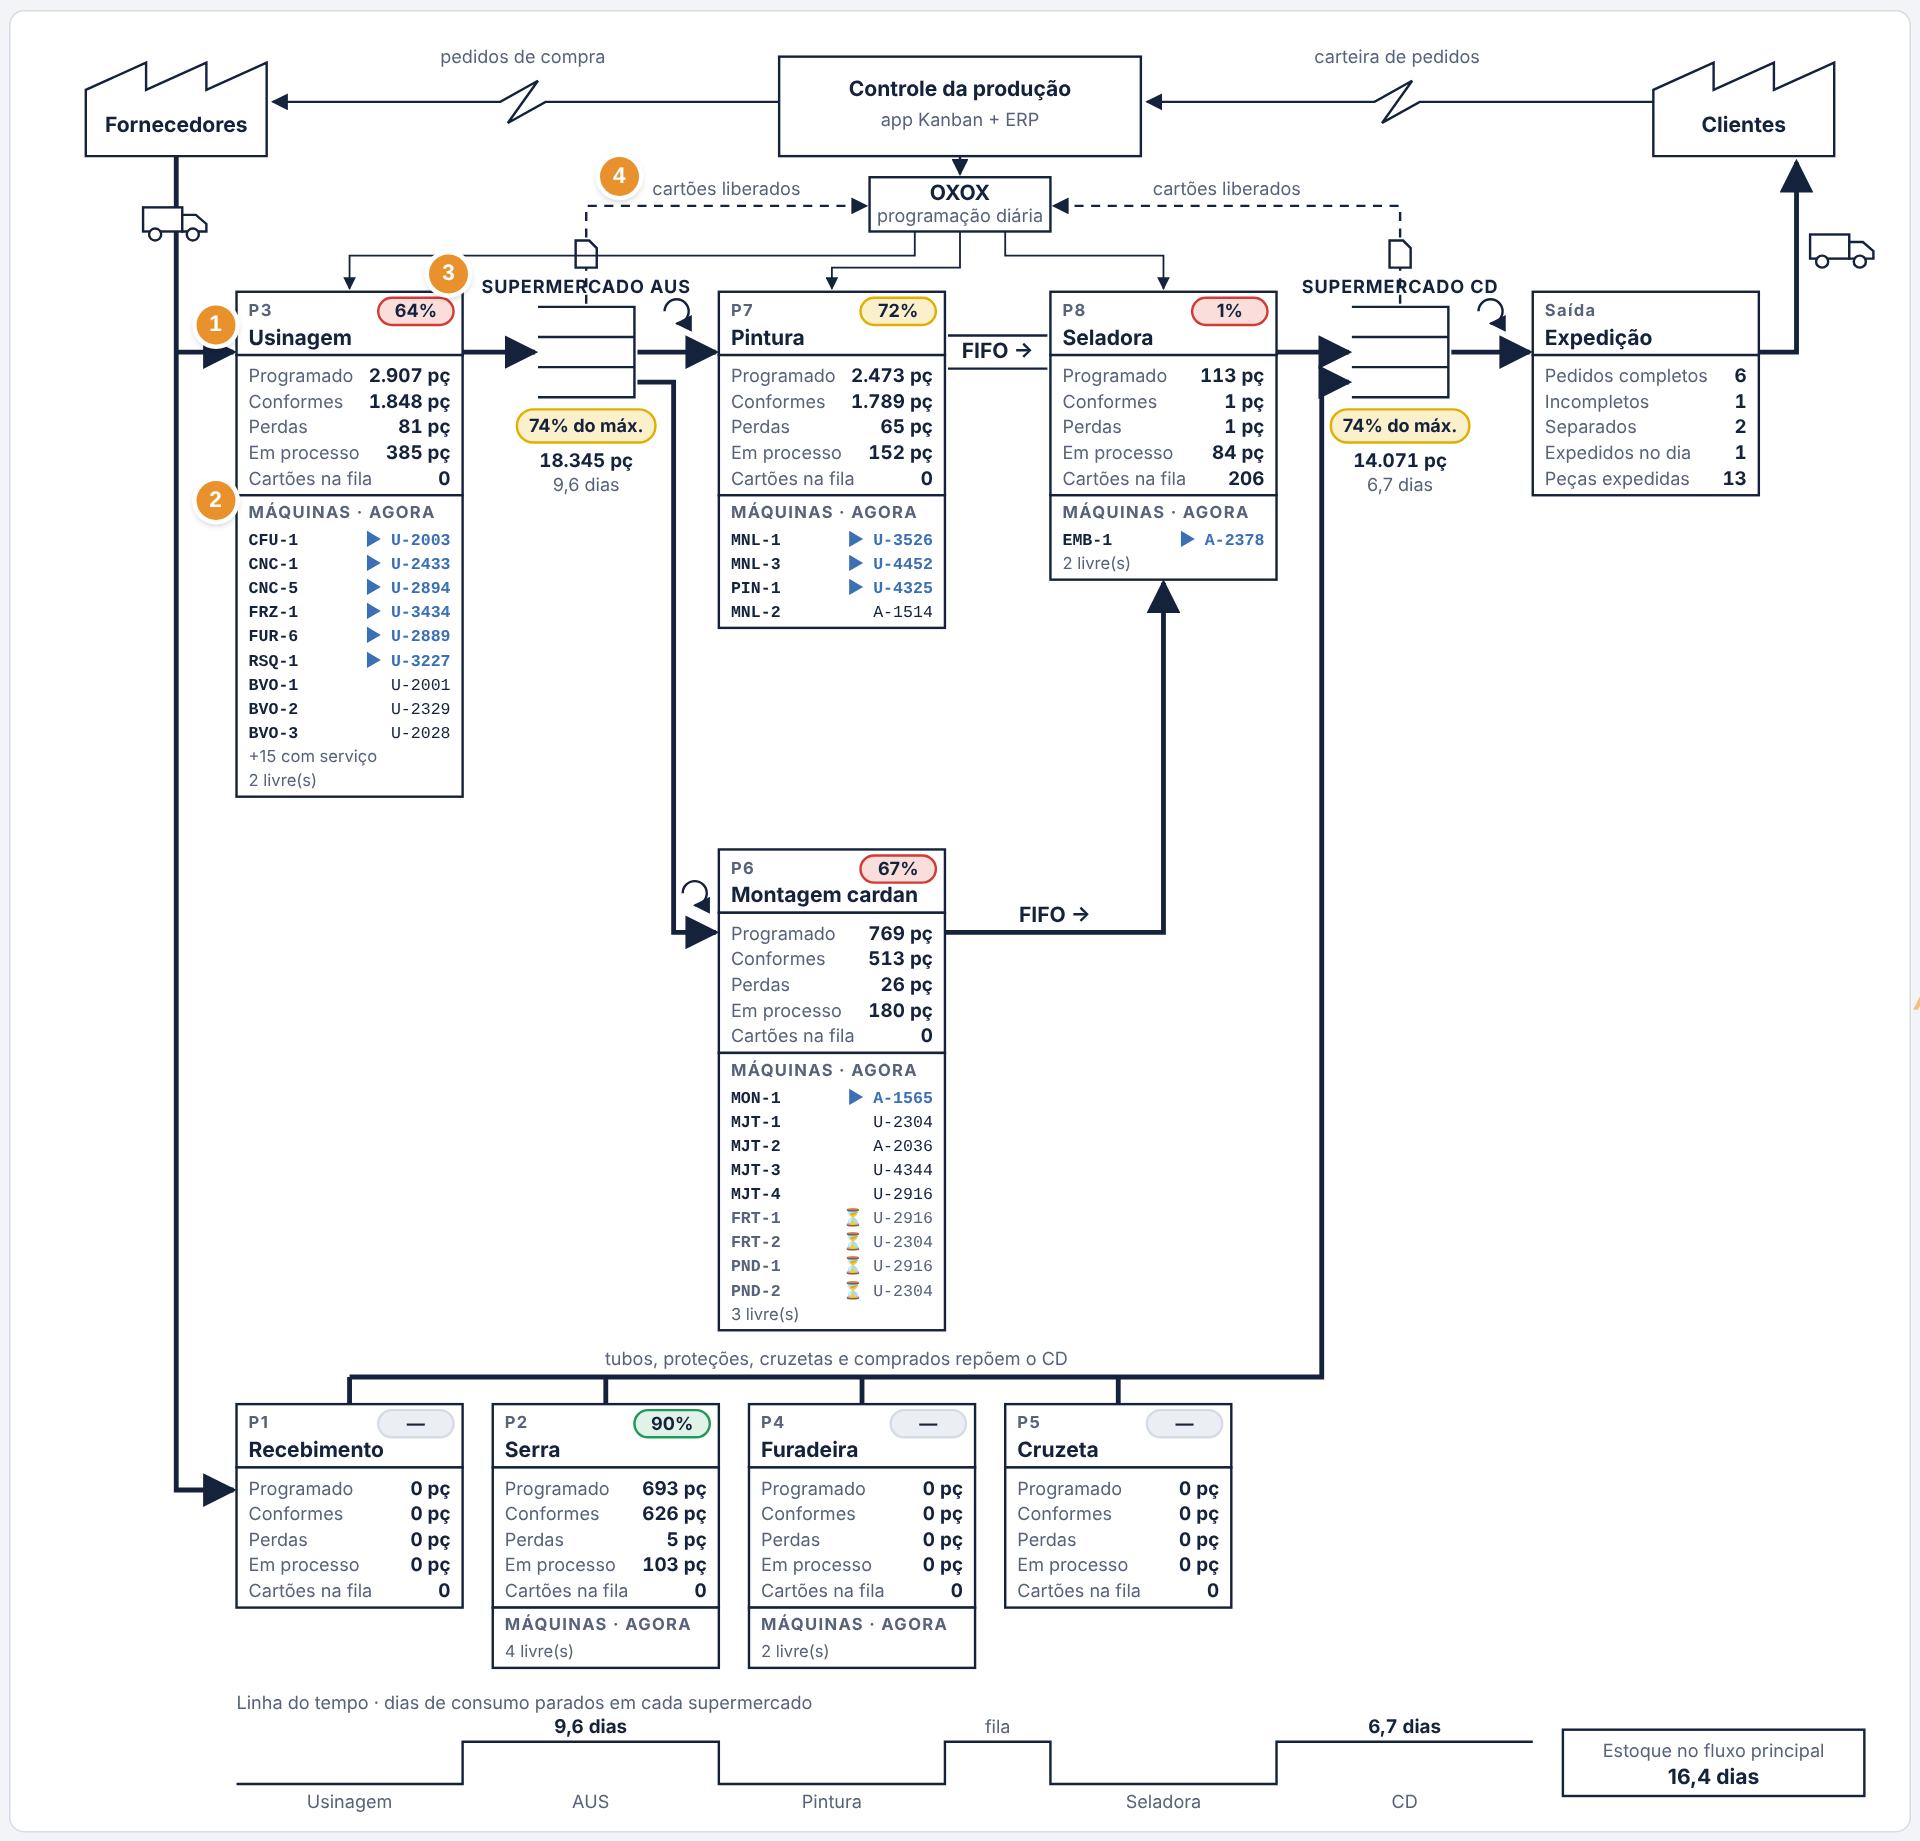 pedidos de compra
carteira de pedidos
Fornecedores
Controle da produção
app Kanban + ERP
Clientes
4
cartões liberados
OXOX
programação diária
cartões liberados
3
SUPERMERCADO AUS
SUPERMERCADO CD
1
P3 64%
Usinagem
Programado 2.907 pç
Conformes 1.848 pç
Perdas 81 pç
Em processo 385 pç
Cartões na fila 0
2
MÁQUINAS · AGORA
CFU-1 ▶ U-2003
CNC-1 ▶ U-2433
CNC-5 ▶ U-2894
FRZ-1 ▶ U-3434
FUR-6 ▶ U-2889
RSQ-1 ▶ U-3227
BVO-1 U-2001
BVO-2 U-2329
BVO-3 U-2028
+15 com serviço
2 livre(s)
74% do máx.
18.345 pç
9,6 dias
P7 72%
Pintura
Programado 2.473 pç
Conformes 1.789 pç
Perdas 65 pç
Em processo 152 pç
Cartões na fila 0
MÁQUINAS · AGORA
MNL-1 ▶ U-3526
MNL-3 ▶ U-4452
PIN-1 ▶ U-4325
MNL-2 A-1514
FIFO →
P8 1%
Seladora
Programado 113 pç
Conformes 1 pç
Perdas 1 pç
Em processo 84 pç
Cartões na fila 206
MÁQUINAS · AGORA
EMB-1 ▶ A-2378
2 livre(s)
74% do máx.
14.071 pç
6,7 dias
Saída
Expedição
Pedidos completos 6
Incompletos 1
Separados 2
Expedidos no dia 1
Peças expedidas 13
P6 67%
Montagem cardan
Programado 769 pç
Conformes 513 pç
Perdas 26 pç
Em processo 180 pç
Cartões na fila 0
MÁQUINAS · AGORA
MON-1 ▶ A-1565
MJT-1 U-2304
MJT-2 A-2036
MJT-3 U-4344
MJT-4 U-2916
FRT-1 ⏳ U-2916
FRT-2 ⏳ U-2304
PND-1 ⏳ U-2916
PND-2 ⏳ U-2304
3 livre(s)
FIFO →
tubos, proteções, cruzetas e comprados repõem o CD
P1 —
Recebimento
Programado 0 pç
Conformes 0 pç
Perdas 0 pç
Em processo 0 pç
Cartões na fila 0
P2 90%
Serra
Programado 693 pç
Conformes 626 pç
Perdas 5 pç
Em processo 103 pç
Cartões na fila 0
MÁQUINAS · AGORA
4 livre(s)
P4 —
Furadeira
Programado 0 pç
Conformes 0 pç
Perdas 0 pç
Em processo 0 pç
Cartões na fila 0
MÁQUINAS · AGORA
2 livre(s)
P5 —
Cruzeta
Programado 0 pç
Conformes 0 pç
Perdas 0 pç
Em processo 0 pç
Cartões na fila 0
Linha do tempo · dias de consumo parados em cada supermercado
9,6 dias
fila
6,7 dias
Usinagem
AUS
Pintura
Seladora
CD
Estoque no fluxo principal
16,4 dias